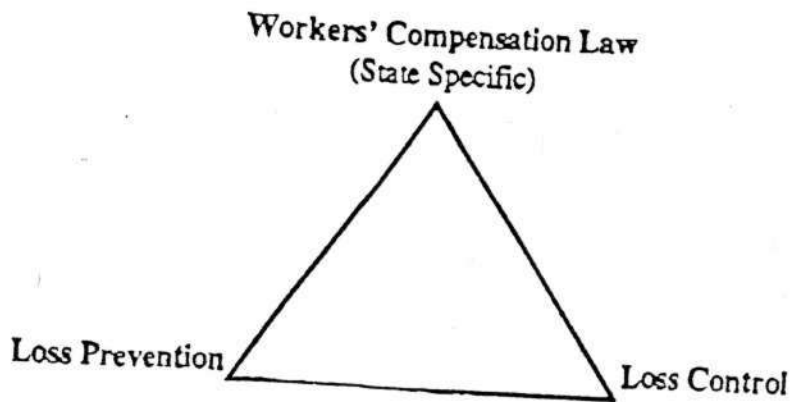 Workers' Compensation Law
(State Specific)
Loss Prevention
Loss Control